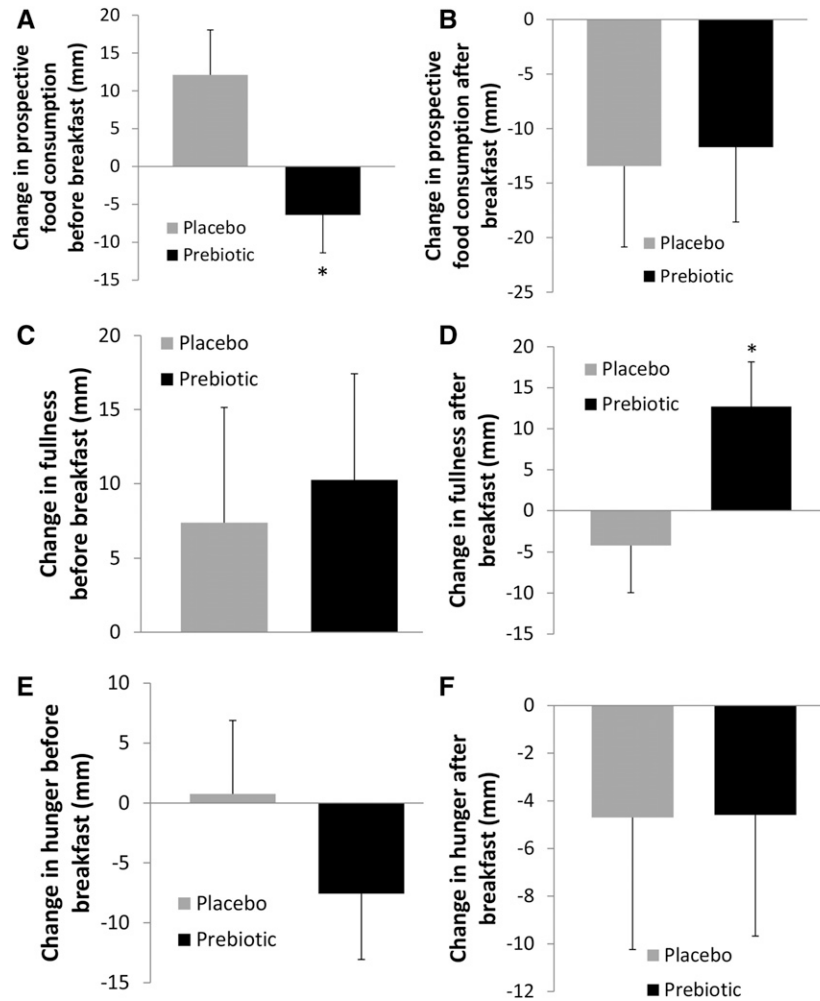 A
Change in prospective
food consumption
before breakfast (mm)
20
15
10
5
0
-5
-10
-15
Placebo
Prebiotic
*
B
Change in prospective
food consumption after
breakfast (mm)
0
-5
-10
-15
-20
-25
Placebo
Prebiotic
C
Change in fullness
before breakfast (mm)
20
15
10
5
0
Placebo
Prebiotic
D
Change in fullness after
breakfast (mm)
20
15
10
5
0
-5
-10
-15
Placebo
Prebiotic
*
E
Change in hunger before
breakfast (mm)
10
5
0
-5
-10
-15
Placebo
Prebiotic
F
Change in hunger after
breakfast (mm)
0
-2
-4
-6
-8
-10
-12
Placebo
Prebiotic